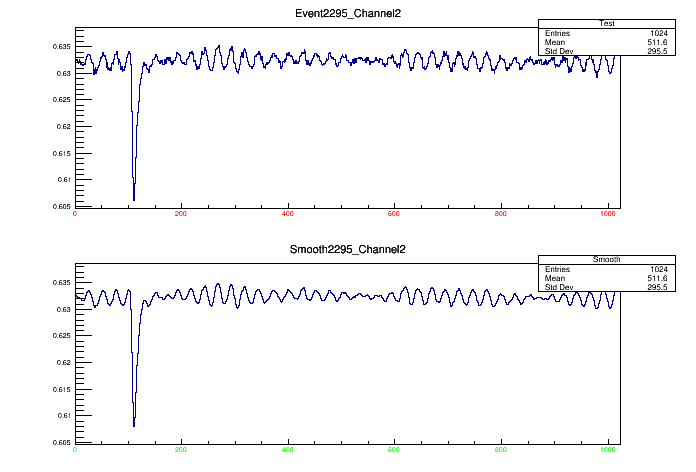 Event2295_Channel2
Test
Entries 1024
Mean 511.6
Std Dev 295.5
0.635
0.63
0.625
0.62
0.615
0.61
0.605
0 200 400 600 800 1000
Smooth2295_Channel2
Smooth
Entries 1024
Mean 511.6
Std Dev 295.5
0.635
0.63
0.625
0.62
0.615
0.61
0.605
0 200 400 600 800 1000